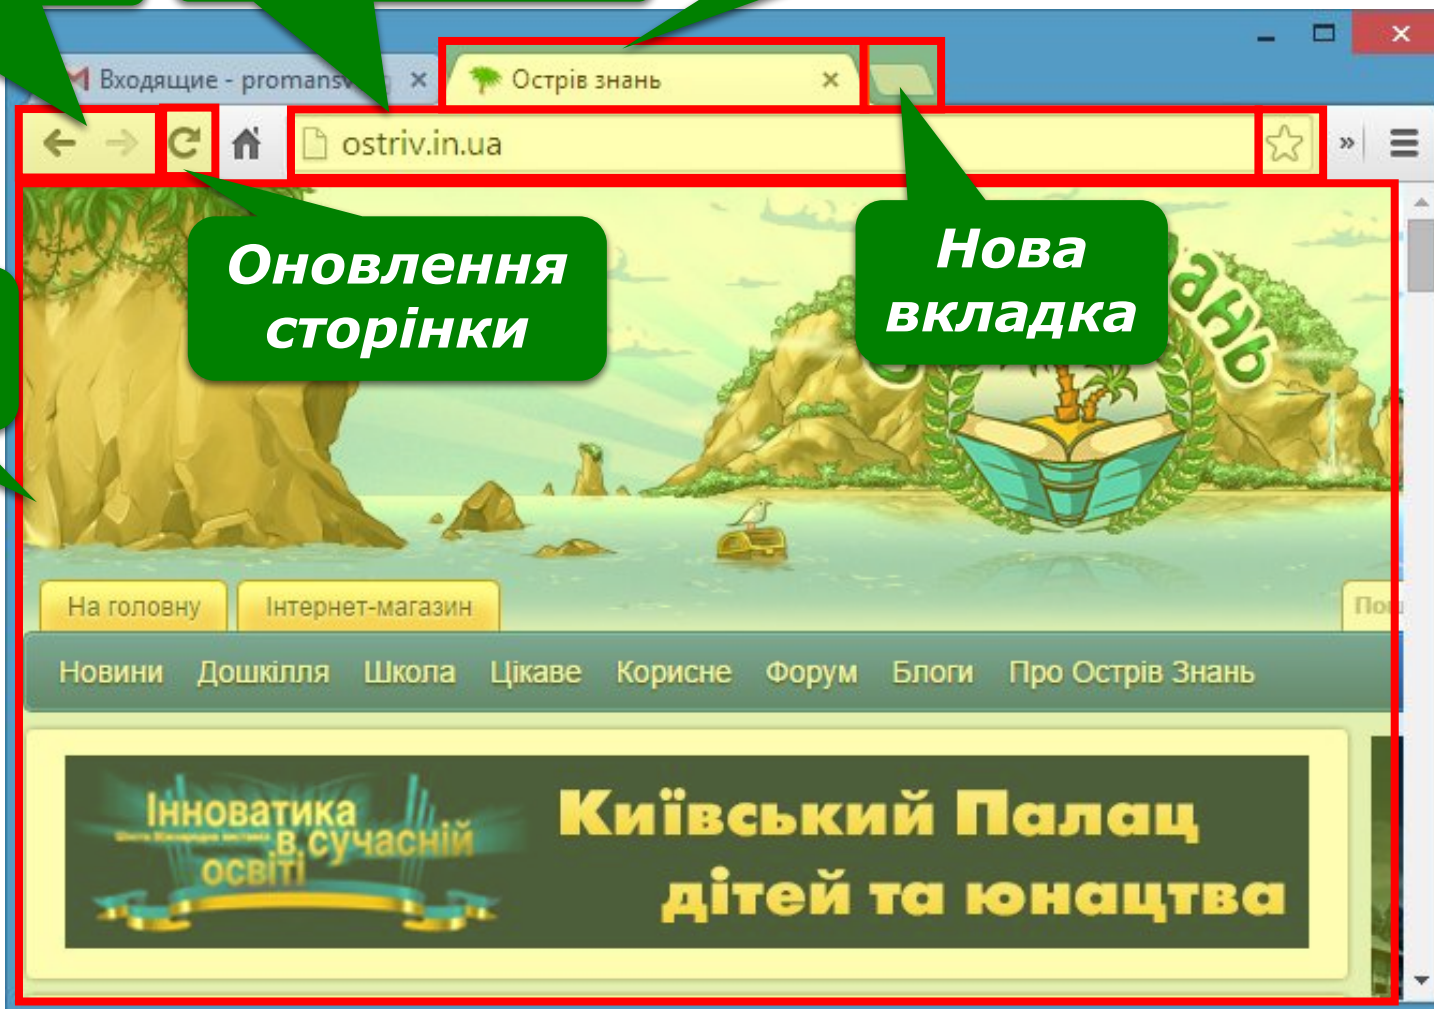 Входящие - promans
Острів знань
ostriv.in.ua
»
Оновлення
сторінки
Нова
вкладка
На головну
Інтернет-магазин
Новини Дошкілля Школа Цікаве Корисне Форум Блоги Про Острів Знань
Інноватика
в сучасній
освіті
Київський Палац
дітей та юнацтва